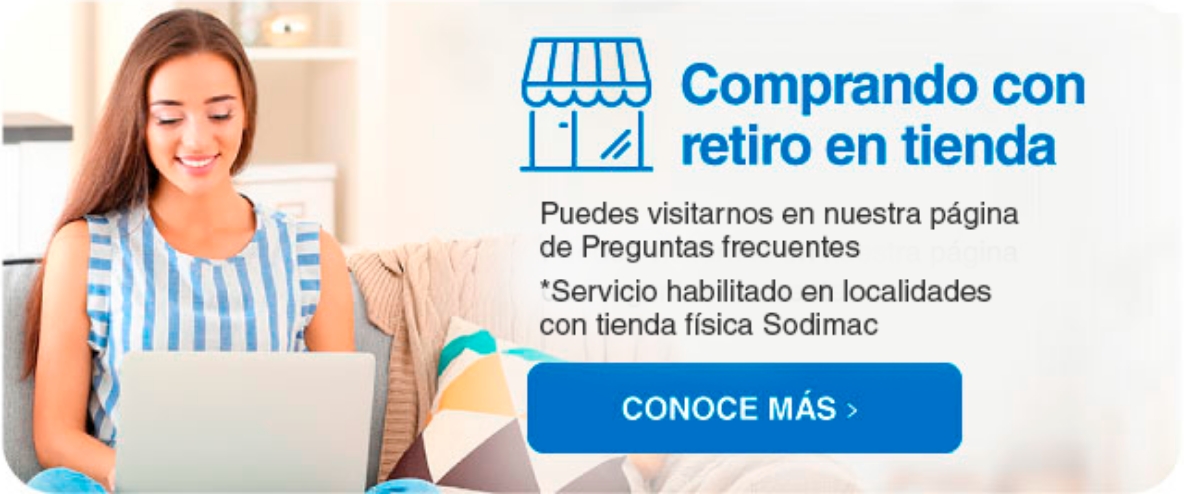 Comprando con
retiro en tienda
Puedes visitarnos en nuestra página
de Preguntas frecuentes
*Servicio habilitado en localidades
con tienda física Sodimac
CONOCE MÁS >